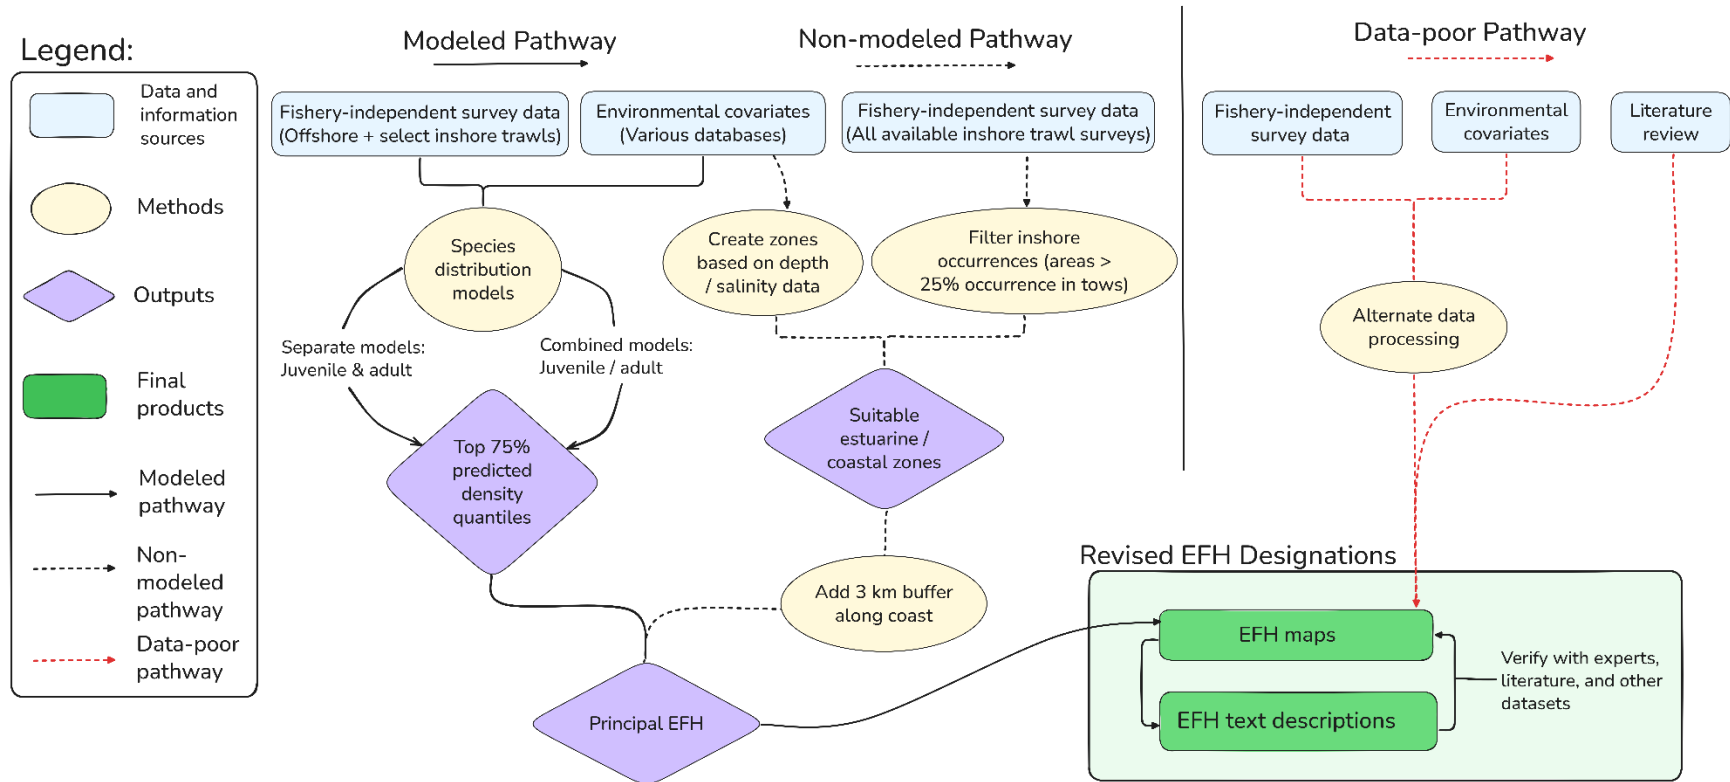 Legend:
Data and
information
sources
Methods
Outputs
Final
products
Modeled
pathway
Non-
modeled
pathway
Data-poor
pathway
Modeled Pathway
Non-modeled Pathway
Data-poor Pathway
Fishery-independent survey data
(Offshore + select inshore trawls)
Environmental covariates
(Various databases)
Fishery-independent survey data
(All available inshore trawl surveys)
Fishery-independent
survey data
Environmental
covariates
Literature
review
Species
distribution
models
Create zones
based on depth
/ salinity data
Filter inshore
occurrences (areas >
25% occurrence in tows)
Alternate data
processing
Separate models:
Juvenile & adult
Combined models:
Juvenile / adult
Top 75%
predicted
density
quantiles
Suitable
estuarine /
coastal zones
Add 3 km buffer
along coast
Principal EFH
Revised EFH Designations
EFH maps
EFH text descriptions
Verify with experts,
literature, and other
datasets